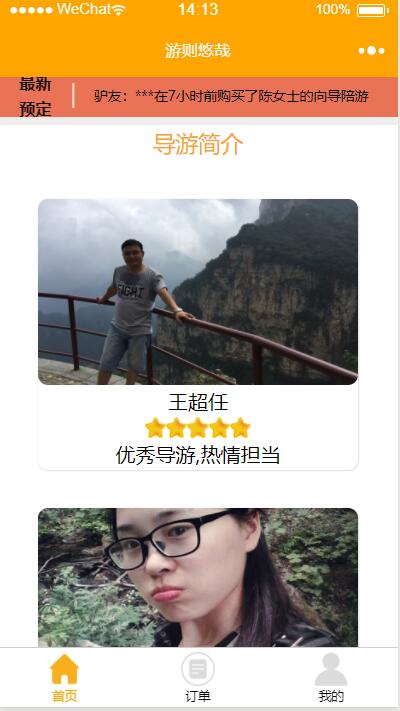 WeChat 14:13 100%
游则悠哉
最新
预定
驴友：***在7小时前购买了陈女士的向导陪游
导游简介
王超任
优秀导游,热情担当
首页 订单 我的